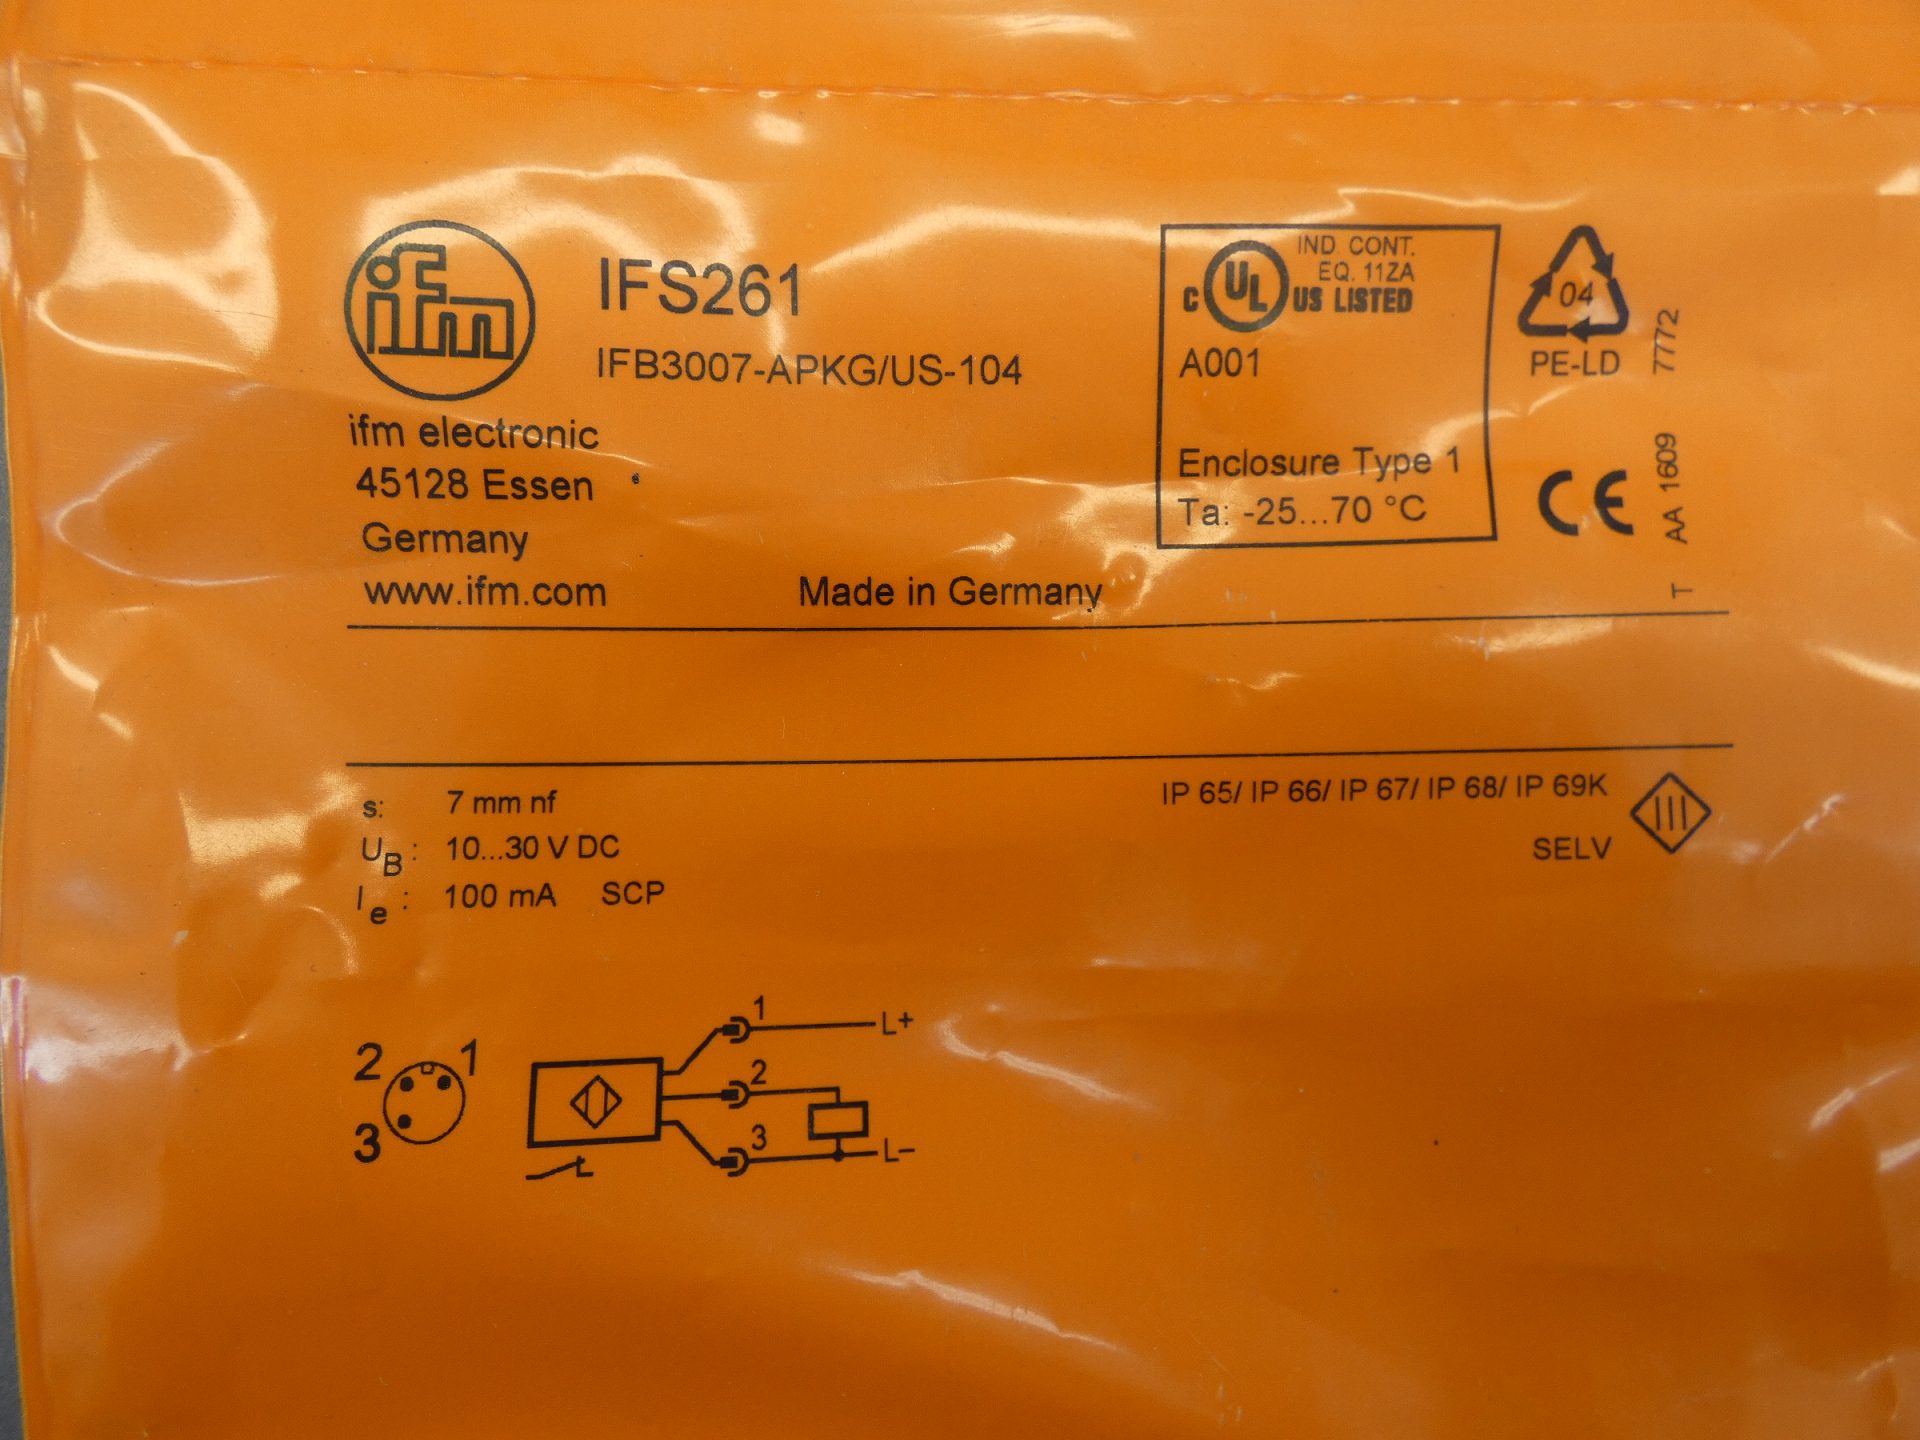 ifm
IFS261
IFB3007-APKG/US-104
ifm electronic
45128 Essen
Germany
www.ifm.com
Made in Germany
IND. CONT.
EQ. 11ZA
C UL US LISTED
A001
Enclosure Type 1
Ta: -25...70 °C
04
PE-LD
CE
T AA 1609 7772
s: 7 mm nf
UB: 10...30 V DC
Ie: 100 mA SCP
IP 65/ IP 66/ IP 67/ IP 68/ IP 69K
III
SELV
2 1
3
1 L+
2
3 L–